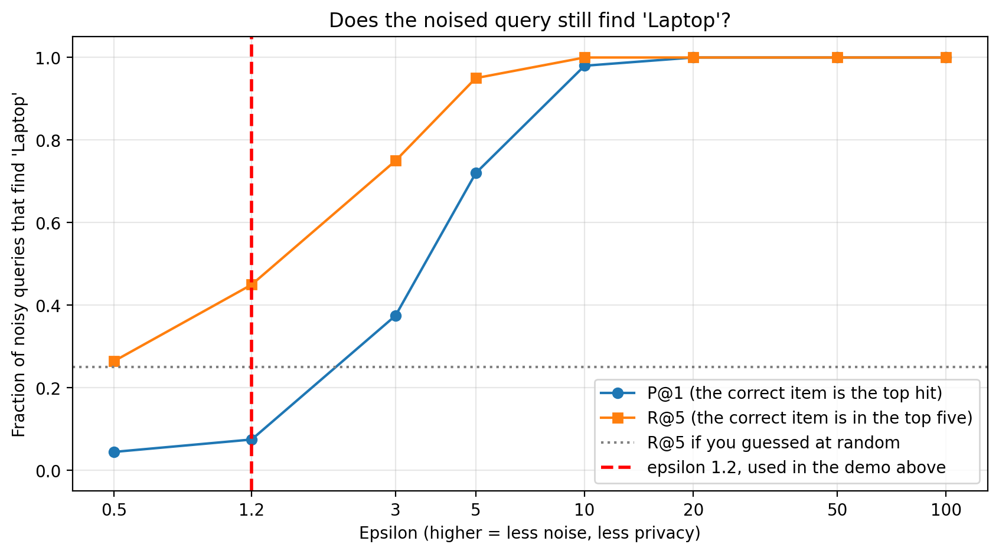 Does the noised query still find 'Laptop'?
Fraction of noisy queries that find 'Laptop'
1.0
0.8
0.6
0.4
0.2
0.0
P@1 (the correct item is the top hit)
R@5 (the correct item is in the top five)
R@5 if you guessed at random
epsilon 1.2, used in the demo above
0.5 1.2 3 5 10 20 50 100
Epsilon (higher = less noise, less privacy)